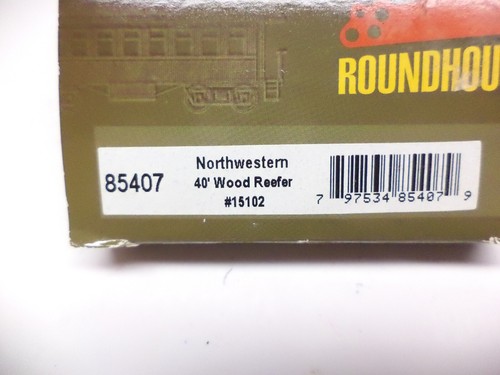 ROUNDHOU
85407
Northwestern
40' Wood Reefer
#15102
7 97534 85407 9